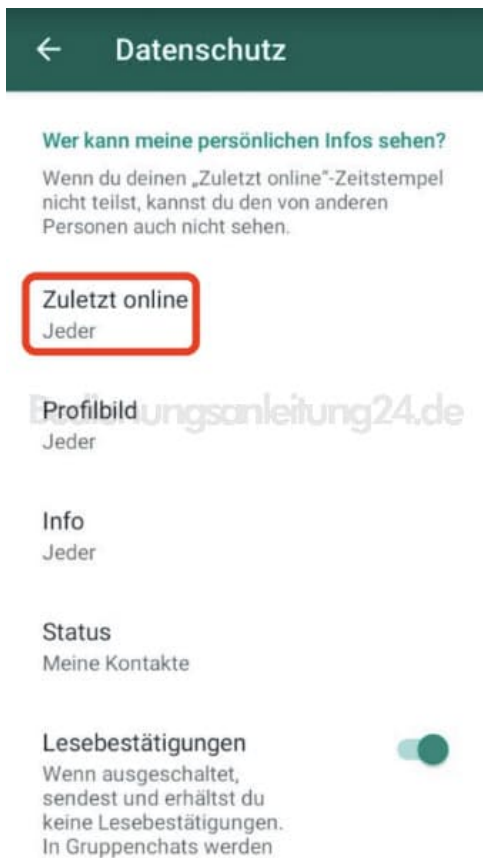 Datenschutz
Wer kann meine persönlichen Infos sehen?
Wenn du deinen „Zuletzt online“-Zeitstempel
nicht teilst, kannst du den von anderen
Personen auch nicht sehen.
Zuletzt online
Jeder
Bedienungsanleitung24.de
Profilbild
Jeder
Info
Jeder
Status
Meine Kontakte
Lesebestätigungen
Wenn ausgeschaltet,
sendest und erhältst du
keine Lesebestätigungen.
In Gruppenchats werden